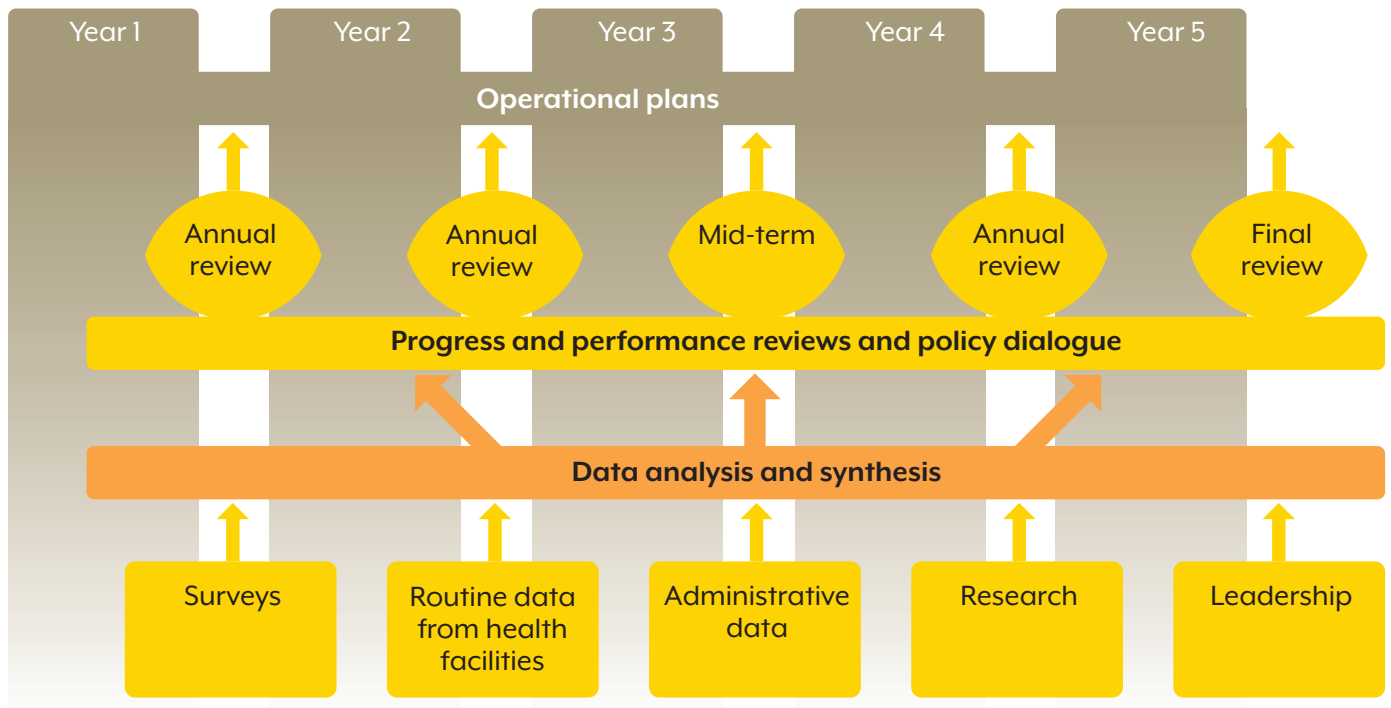 Year 1
Year 2
Year 3
Year 4
Year 5
Operational plans
Annual
review
Annual
review
Mid-term
Annual
review
Final
review
Progress and performance reviews and policy dialogue
Data analysis and synthesis
Surveys
Routine data
from health
facilities
Administrative
data
Research
Leadership